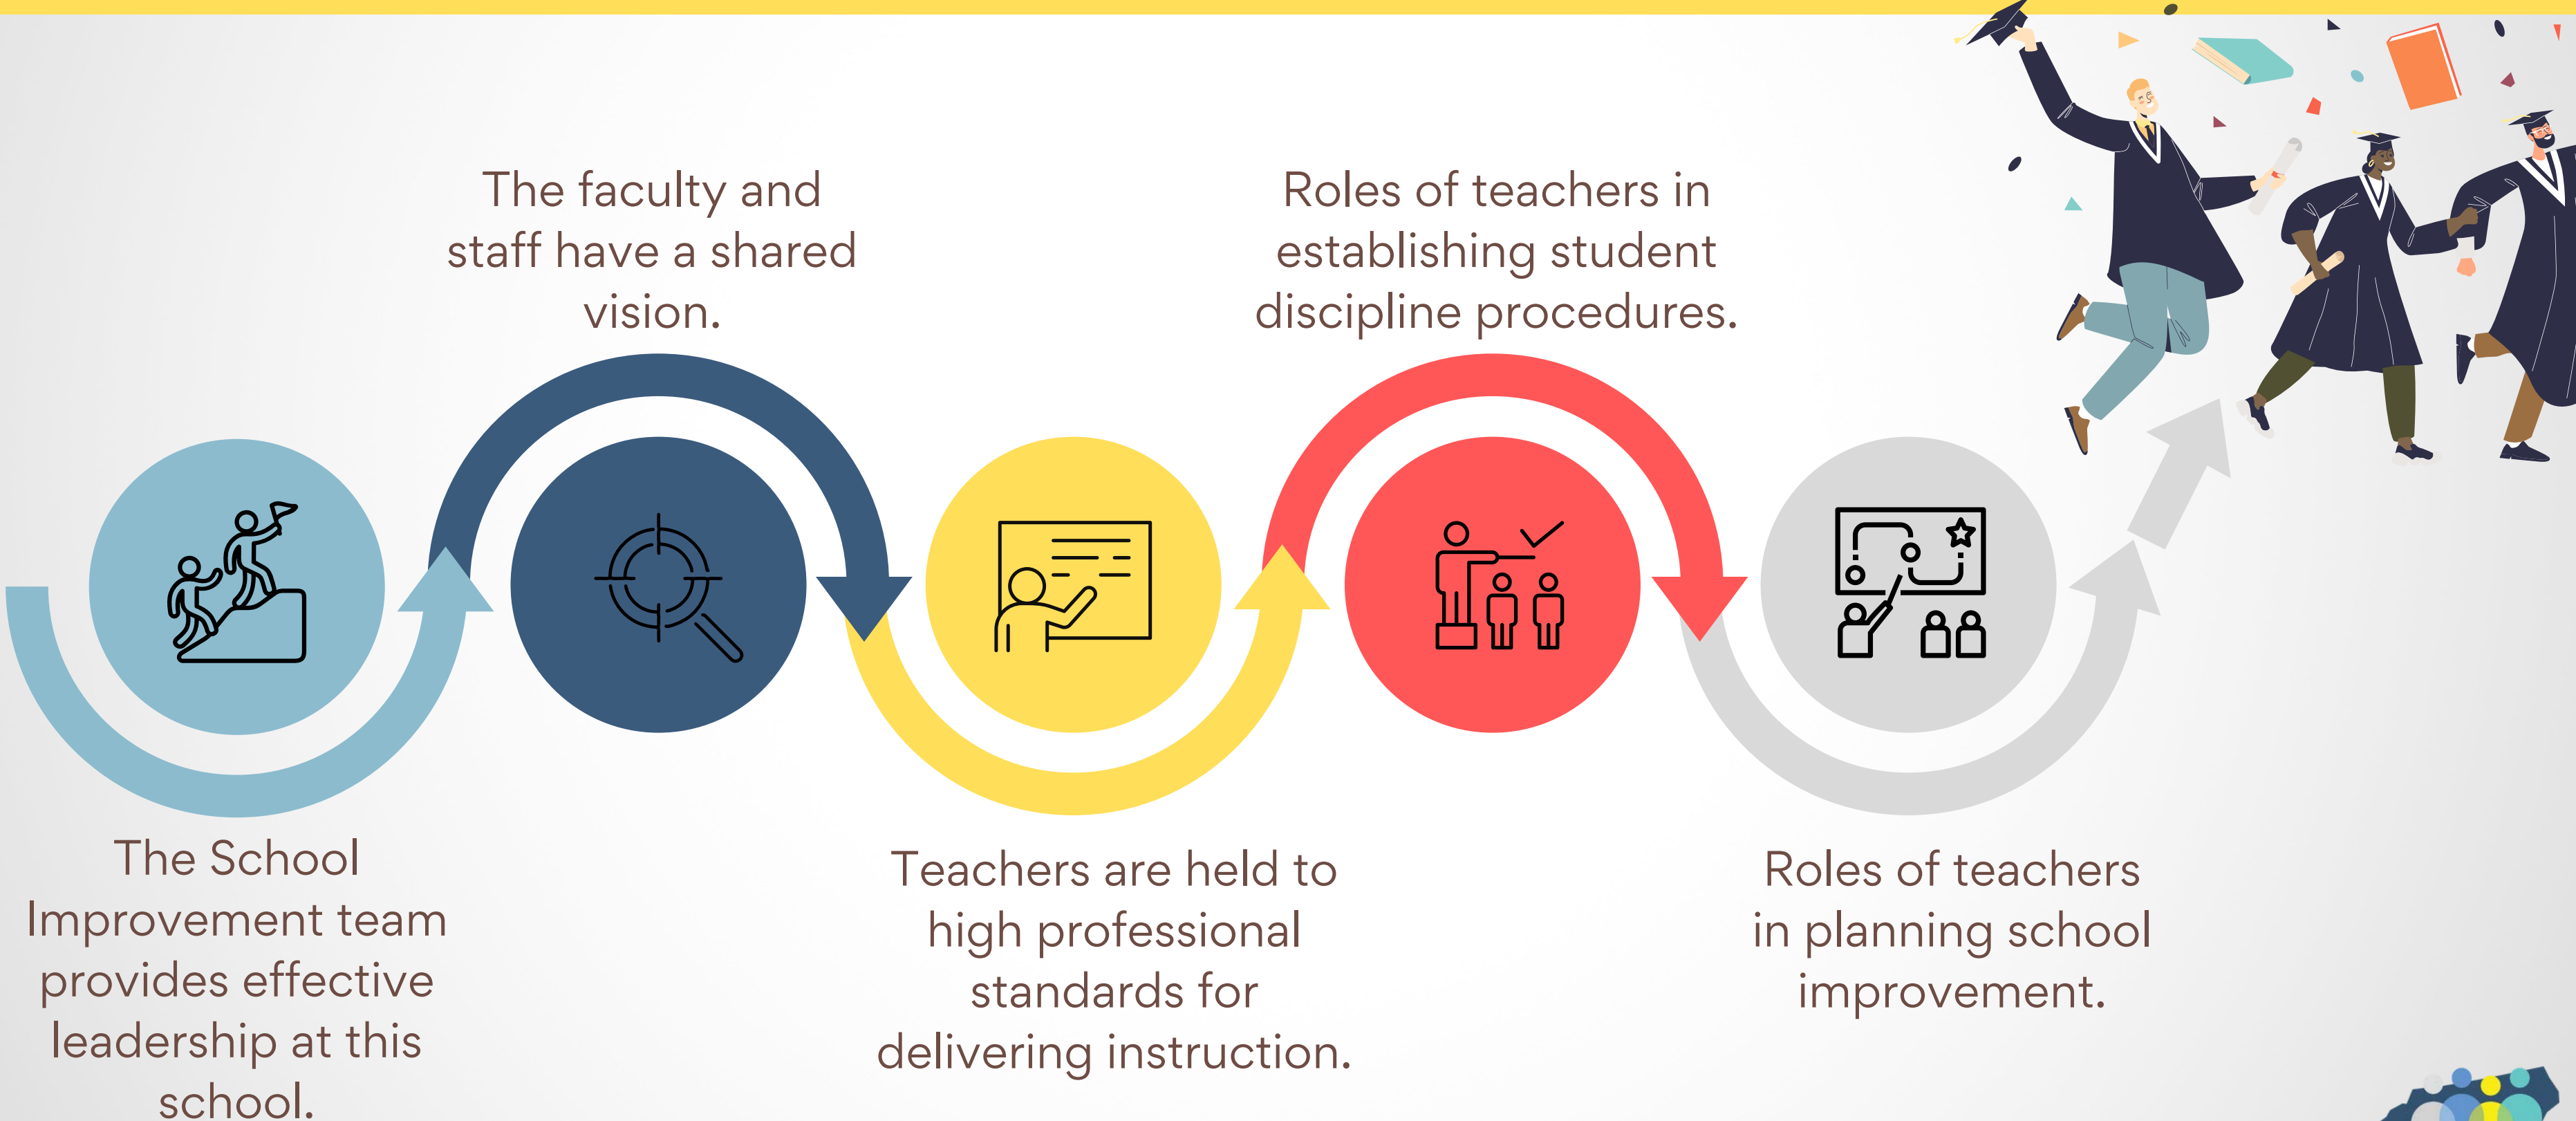 The School
Improvement team
provides effective
leadership at this
school.
The faculty and
staff have a shared
vision.
Teachers are held to
high professional
standards for
delivering instruction.
Roles of teachers in
establishing student
discipline procedures.
Roles of teachers
in planning school
improvement.